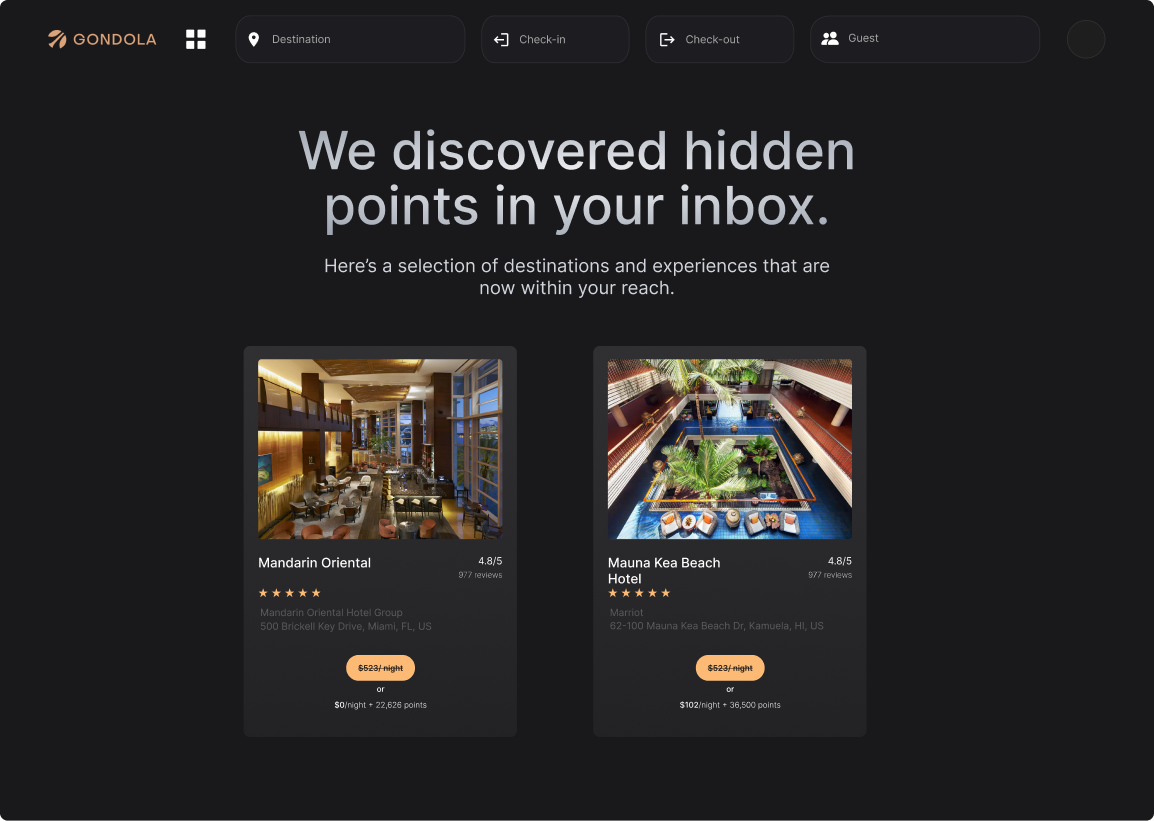 GONDOLA
Destination
Check-in
Check-out
Guest
We discovered hidden
points in your inbox.
Here’s a selection of destinations and experiences that are
now within your reach.
Mandarin Oriental
4.8/5
977 reviews
Mandarin Oriental Hotel Group
500 Brickell Key Drive, Miami, FL, US
$523/ night
or
$0/night + 22,626 points
Mauna Kea Beach
Hotel
4.8/5
977 reviews
Marriot
62-100 Mauna Kea Beach Dr, Kamuela, HI, US
$523/ night
or
$102/night + 36,500 points